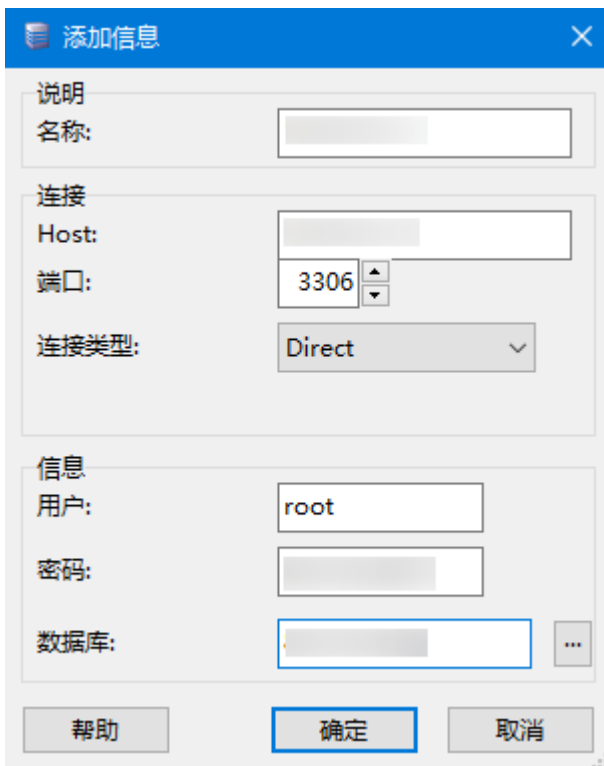 添加信息
说明
名称:
连接
Host:
端口: 3306
连接类型: Direct
信息
用户: root
密码:
数据库: ...
帮助 确定 取消